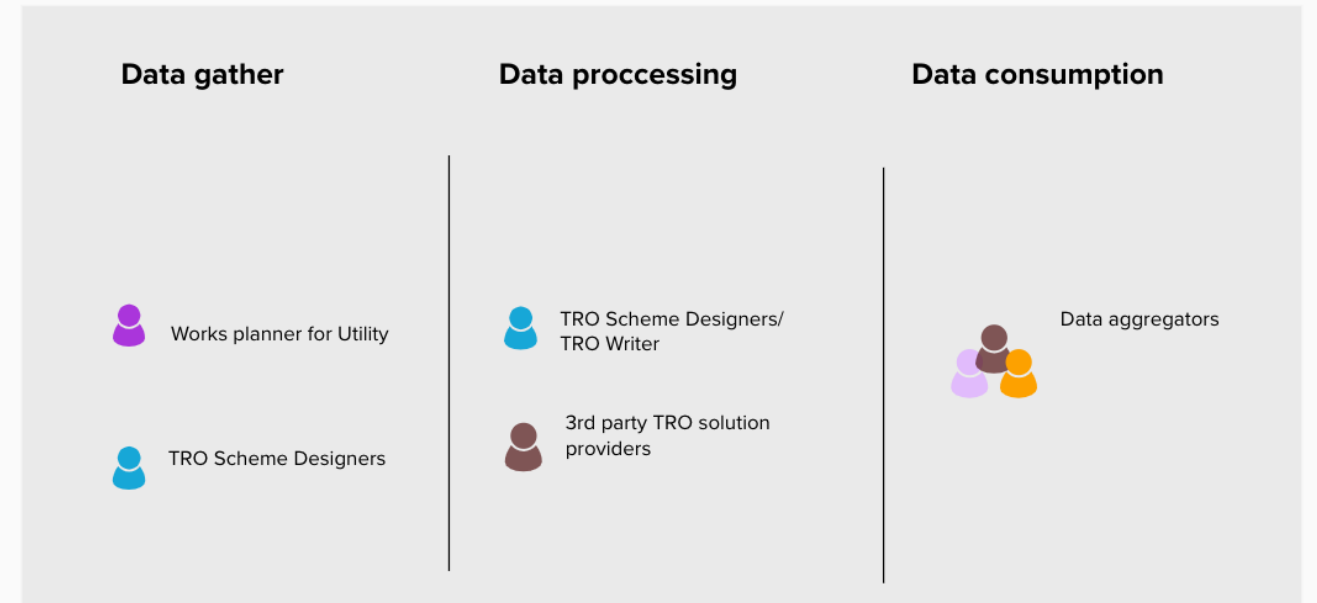 Data gather
Data proccessing
Data consumption
Works planner for Utility
TRO Scheme Designers
TRO Scheme Designers/
TRO Writer
3rd party TRO solution
providers
Data aggregators